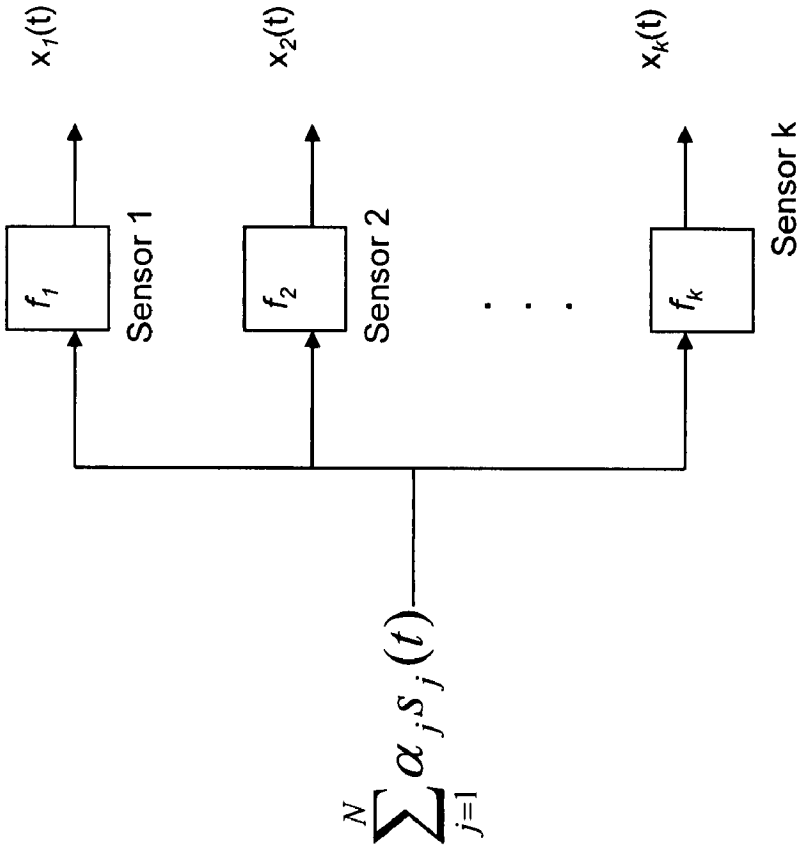 x₁(t)
f₁
Sensor 1
x₂(t)
f₂
Sensor 2
. . .
xₖ(t)
fₖ
Sensor k
N
∑ αⱼ sⱼ(t)
j=1